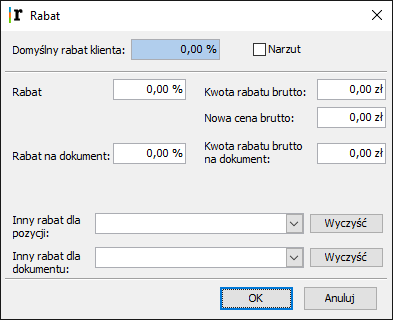 r Rabat
Domyślny rabat klienta: 0,00 % Narzut
Rabat 0,00 % Kwota rabatu brutto: 0,00 zł
Nowa cena brutto: 0,00 zł
Rabat na dokument: 0,00 % Kwota rabatu brutto
na dokument: 0,00 zł
Inny rabat dla
pozycji: Wyczyść
Inny rabat dla
dokumentu: Wyczyść
OK Anuluj